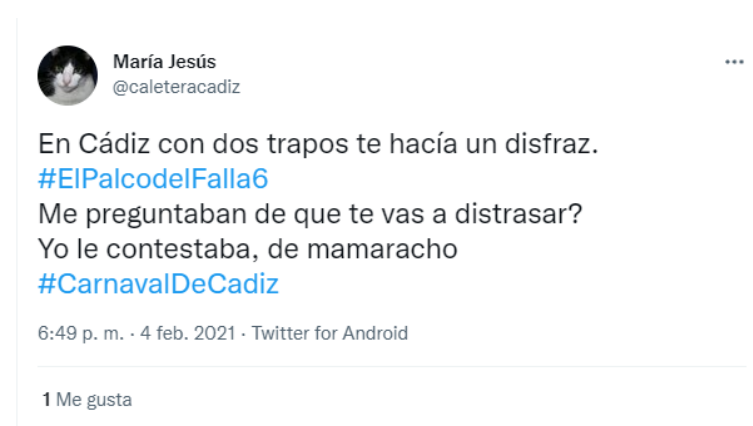 María Jesús
@caleteracadiz
En Cádiz con dos trapos te hacía un disfraz.
#ElPalcodelFalla6
Me preguntaban de que te vas a distrasar?
Yo le contestaba, de mamaracho
#CarnavalDeCadiz
6:49 p. m. · 4 feb. 2021 · Twitter for Android
1 Me gusta